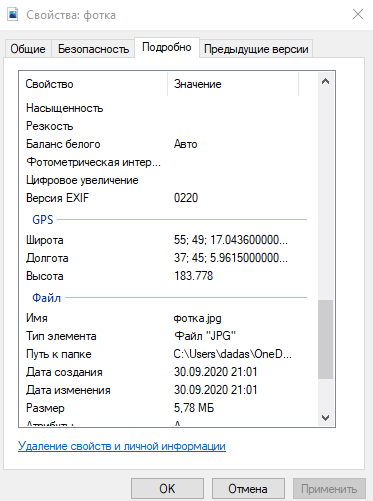 Свойства: фотка
Общие Безопасность Подробно Предыдущие версии
Свойство Значение
Насыщенность
Резкость
Баланс белого Авто
Фотометрическая интер...
Цифровое увеличение
Версия EXIF 0220
GPS
Широта 55; 49; 17.043600000...
Долгота 37; 45; 5.9615000000...
Высота 183.778
Файл
Имя фотка.jpg
Тип элемента Файл "JPG"
Путь к папке C:\Users\dadas\OneD...
Дата создания 30.09.2020 21:01
Дата изменения 30.09.2020 21:01
Размер 5,78 МБ
Атрибуты A
Удаление свойств и личной информации
OK Отмена Применить